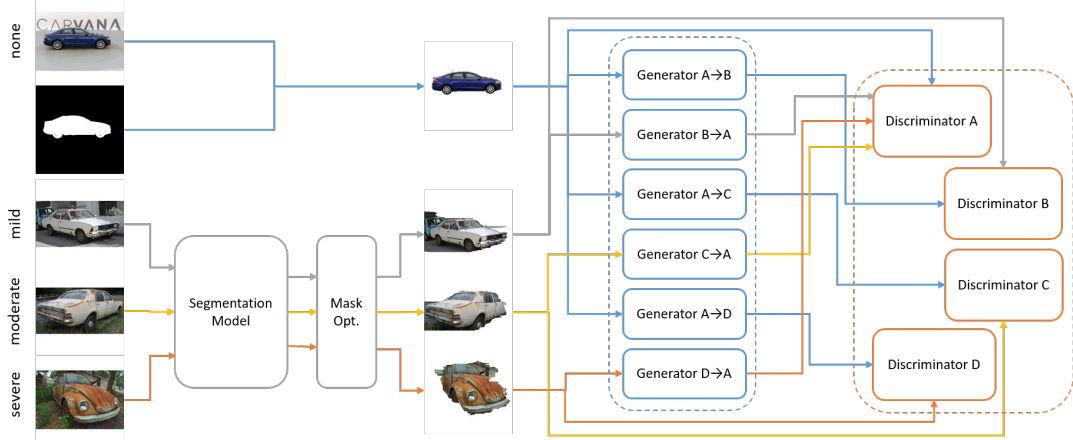 none
CARVANA
mild
moderate
severe
Segmentation
Model
Mask
Opt.
Generator A→B
Generator B→A
Generator A→C
Generator C→A
Generator A→D
Generator D→A
Discriminator A
Discriminator B
Discriminator C
Discriminator D